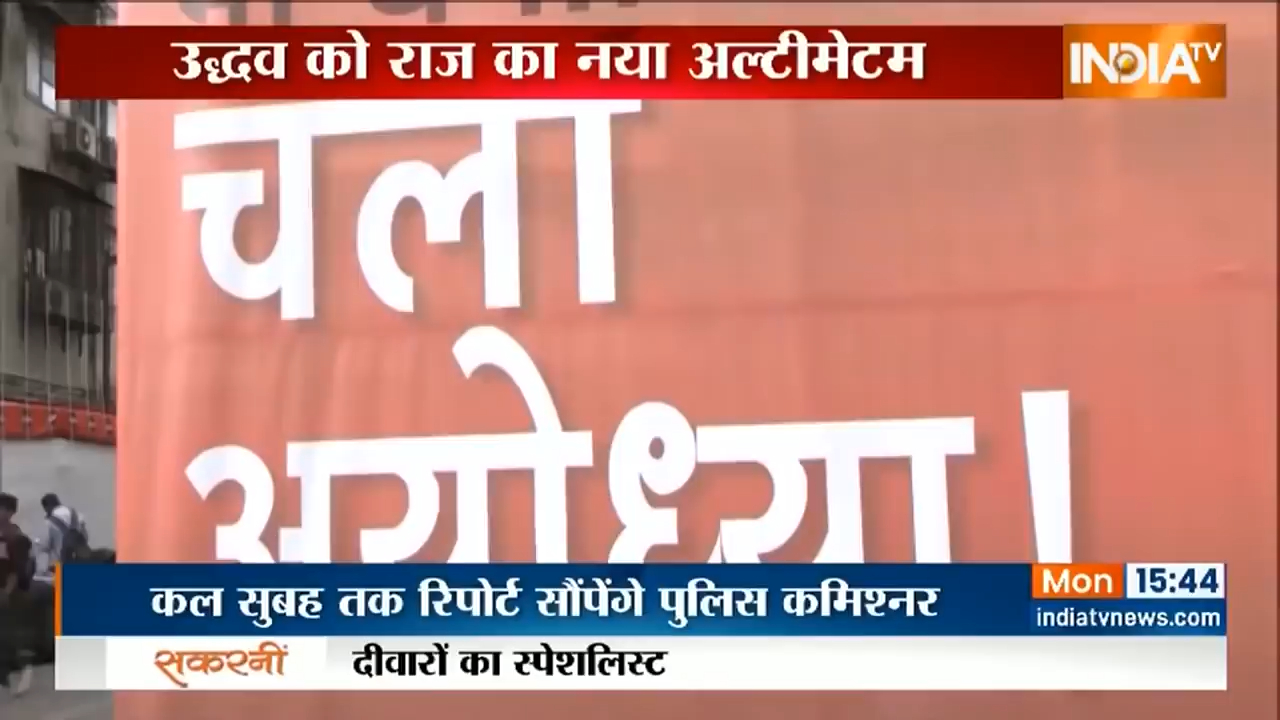 उद्धव को राज का नया अल्टीमेटम
INDIA TV
चला
अयोध्या !
कल सुबह तक रिपोर्ट सौंपेंगे पुलिस कमिश्नर
Mon 15:44
indiatvnews.com
सकरनी दीवारों का स्पेशलिस्ट